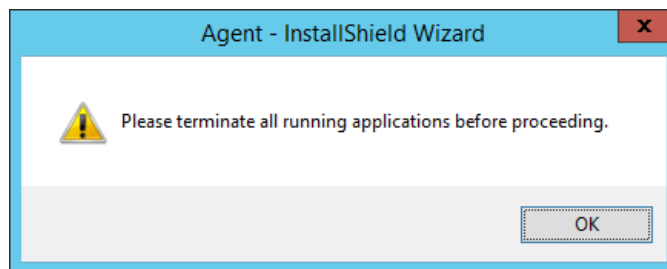 Agent - InstallShield Wizard
Please terminate all running applications before proceeding.
OK